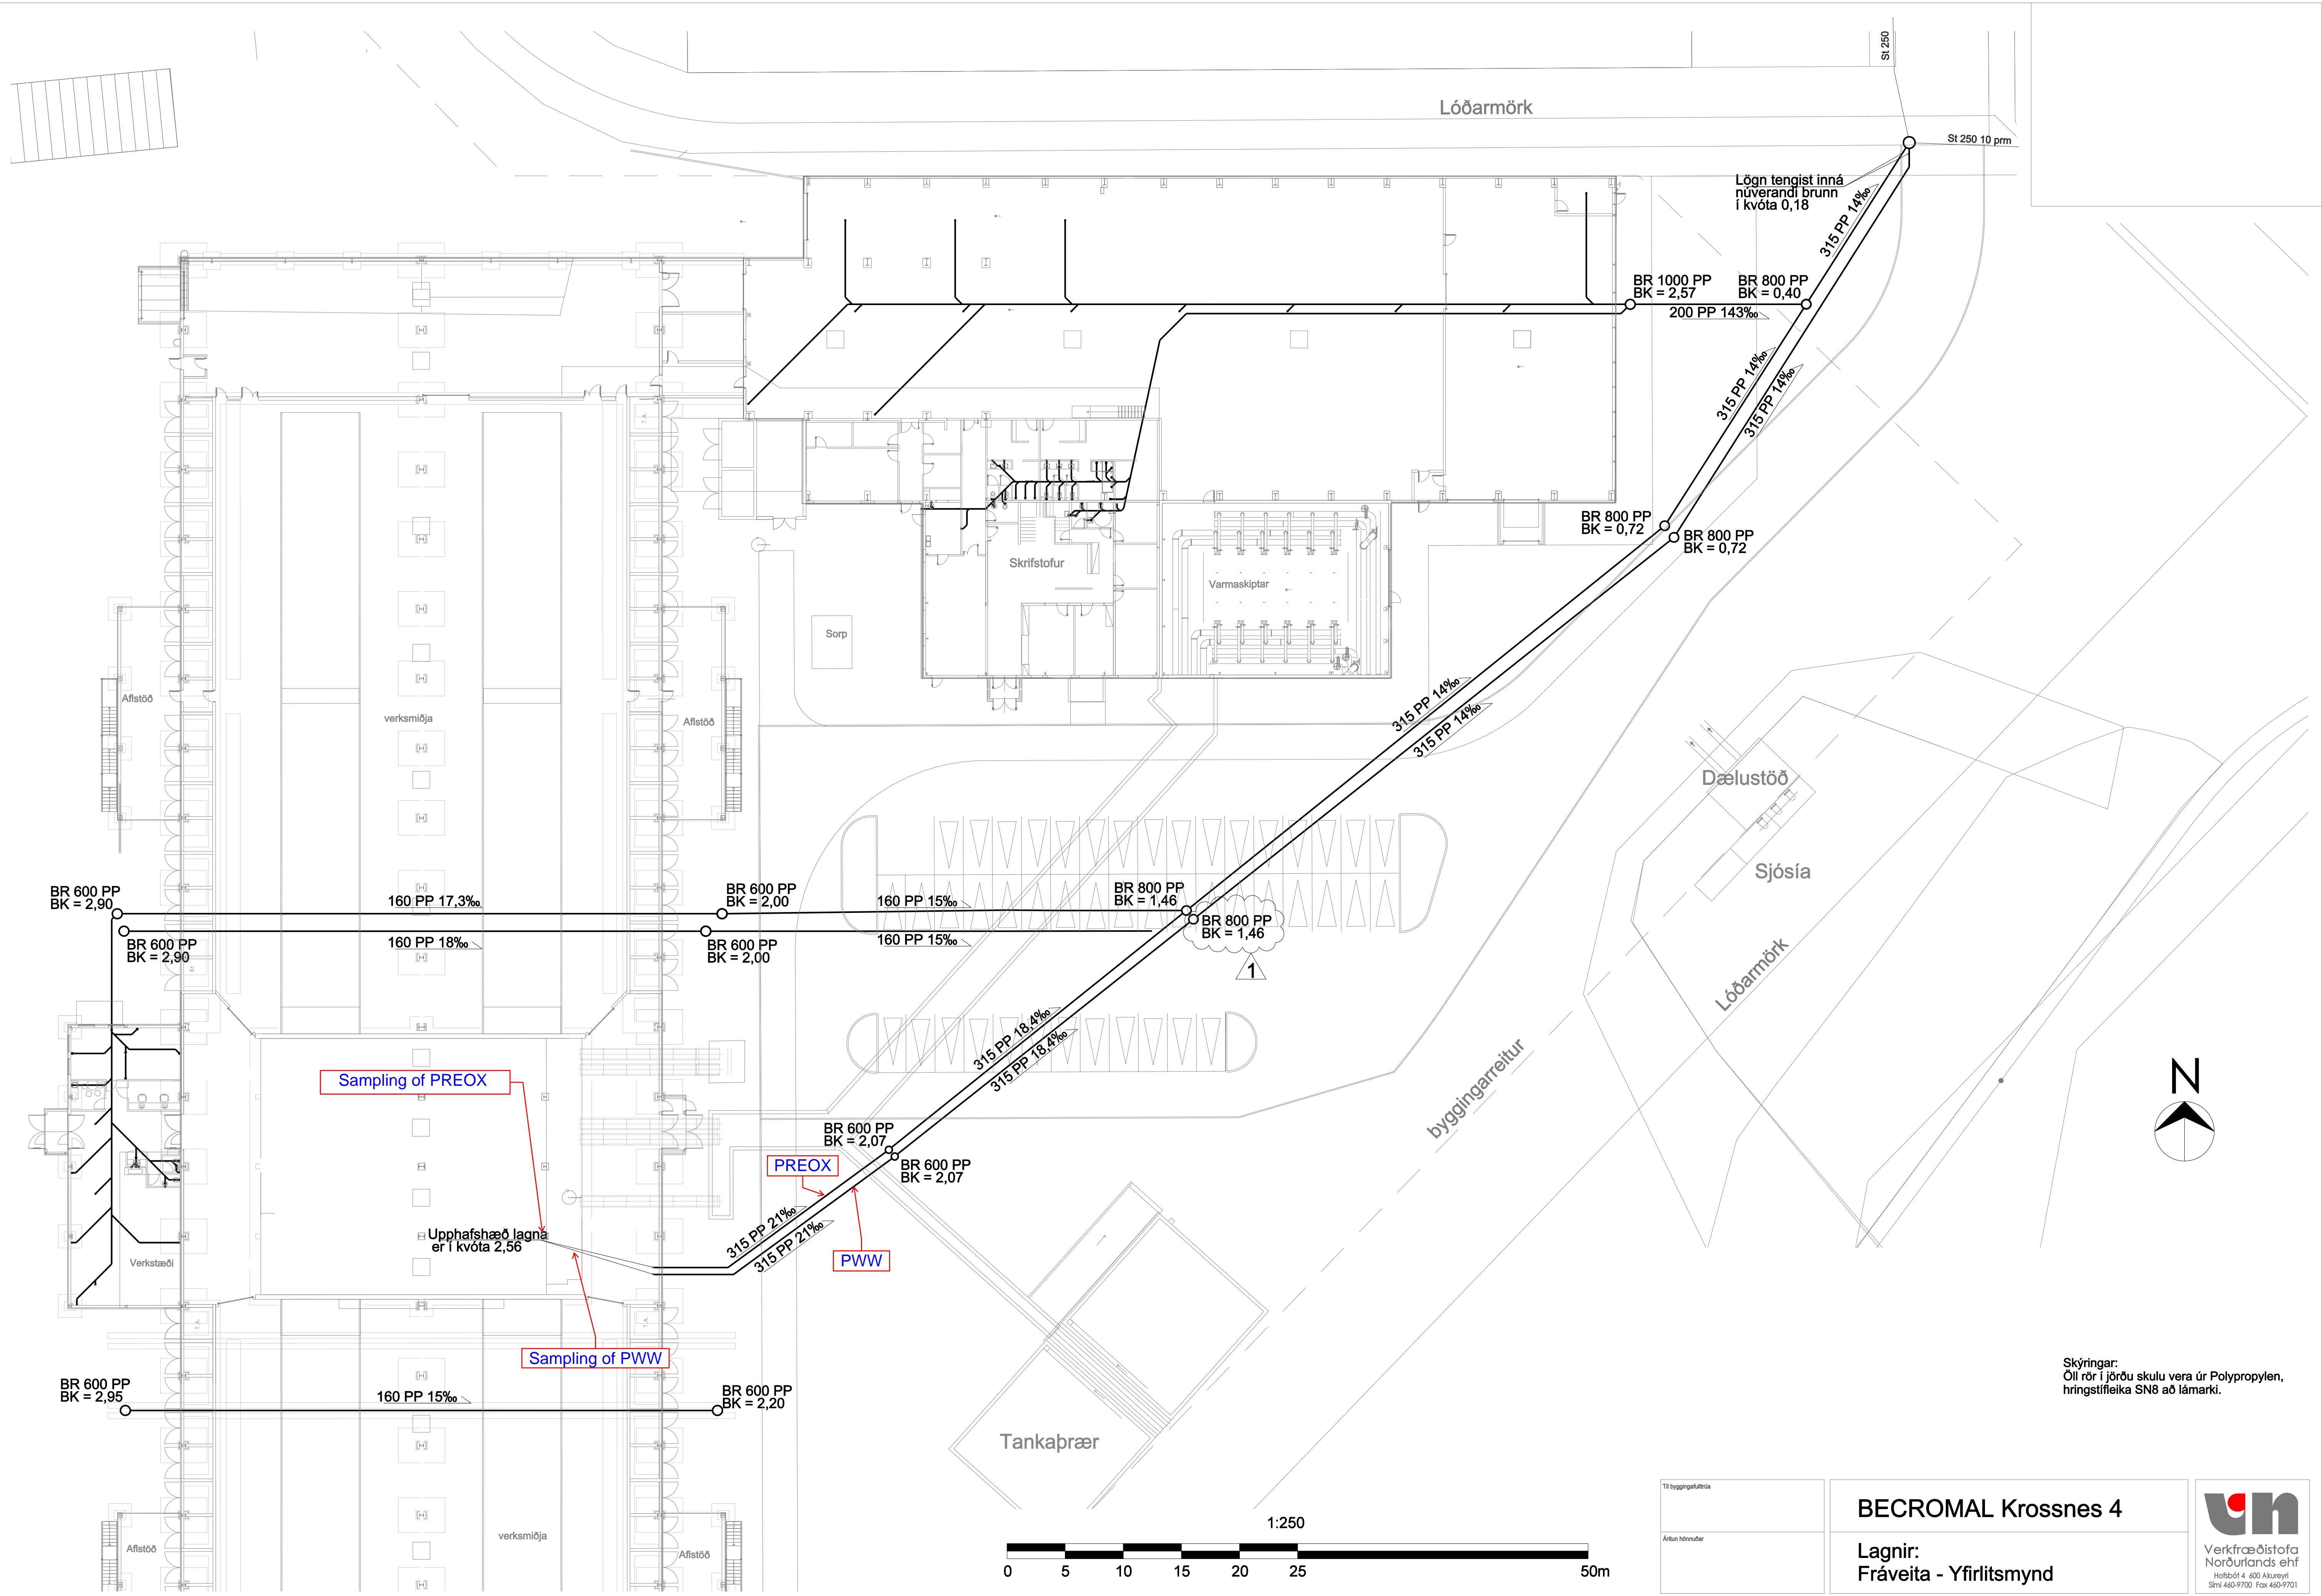 St 250
Lóðarmörk
St 250 10 prm
Lögn tengist inná
núverandi brunn
í kvóta 0,18
315 PP 14‰
BR 1000 PP
BK = 2,57
BR 800 PP
BK = 0,40
200 PP 143‰
315 PP 14‰
315 PP 14‰
BR 800 PP
BK = 0,72
BR 800 PP
BK = 0,72
Skrifstofur
Varmaskiptar
Sorp
Aflstöð
verksmiðja
Aflstöð
315 PP 14‰
315 PP 14‰
Dælustöð
Sjósía
BR 600 PP
BK = 2,90
160 PP 17,3‰
BR 600 PP
BK = 2,00
160 PP 15‰
BR 800 PP
BK = 1,46
BR 800 PP
BK = 1,46
1
BR 600 PP
BK = 2,90
160 PP 18‰
BR 600 PP
BK = 2,00
160 PP 15‰
Lóðarmörk
byggingarreitur
315 PP 18,4‰
315 PP 18,4‰
N
Sampling of PREOX
BR 600 PP
BK = 2,07
PREOX
BR 600 PP
BK = 2,07
Upphafshæð lagna
er í kvóta 2,56
315 PP 21‰
315 PP 21‰
PWW
Verkstæði
Sampling of PWW
BR 600 PP
BK = 2,95
160 PP 15‰
BR 600 PP
BK = 2,20
Skýringar:
Öll rör í jörðu skulu vera úr Polypropylen,
hringstífleika SN8 að lámarki.
Tankaþrær
verksmiðja
Aflstöð
Aflstöð
1:250
0 5 10 15 20 25 50m
Til byggingafulltrúa
Áritun hönnuðar
BECROMAL Krossnes 4
Lagnir:
Fráveita - Yfirlitsmynd
vn
Verkfræðistofa
Norðurlands ehf
Hofsbót 4 600 Akureyri
Sími 460-9700 Fax 460-9701